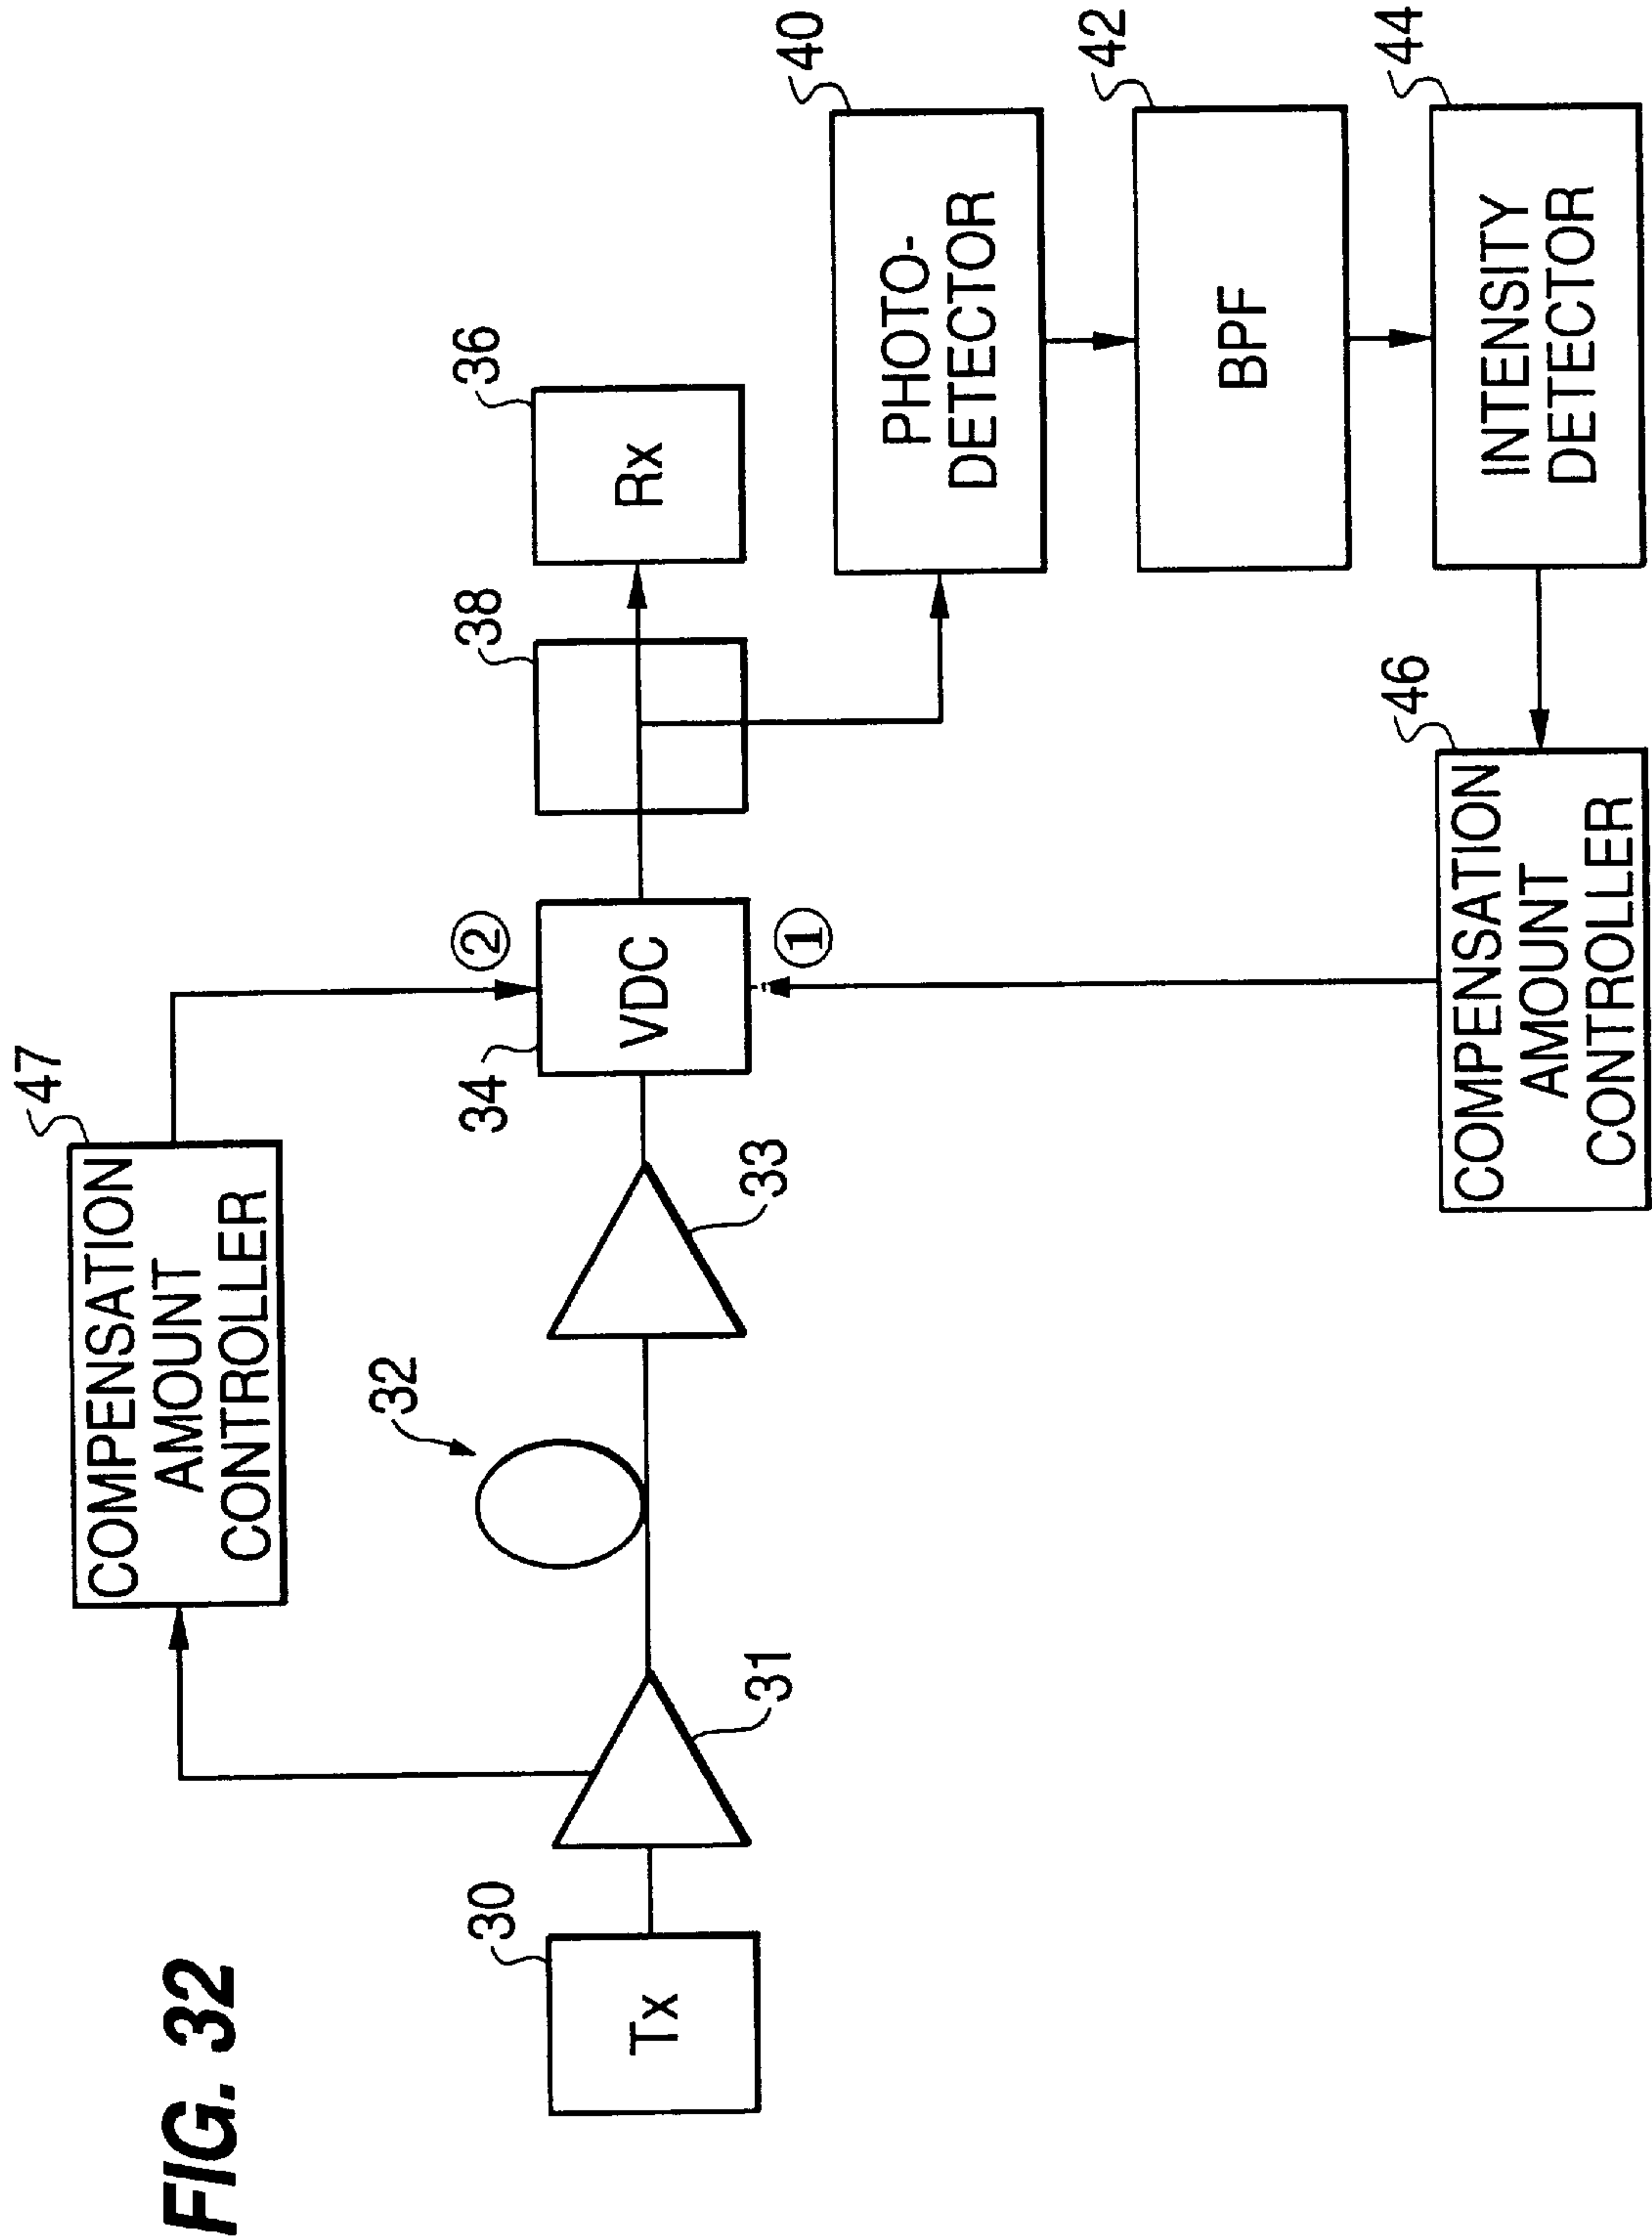 FIG. 32
47
COMPENSATION
AMOUNT
CONTROLLER
30
Tx
31
32
33
34
VDC
②
①
38
36
Rx
40
PHOTO-
DETECTOR
42
BPF
44
INTENSITY
DETECTOR
46
COMPENSATION
AMOUNT
CONTROLLER